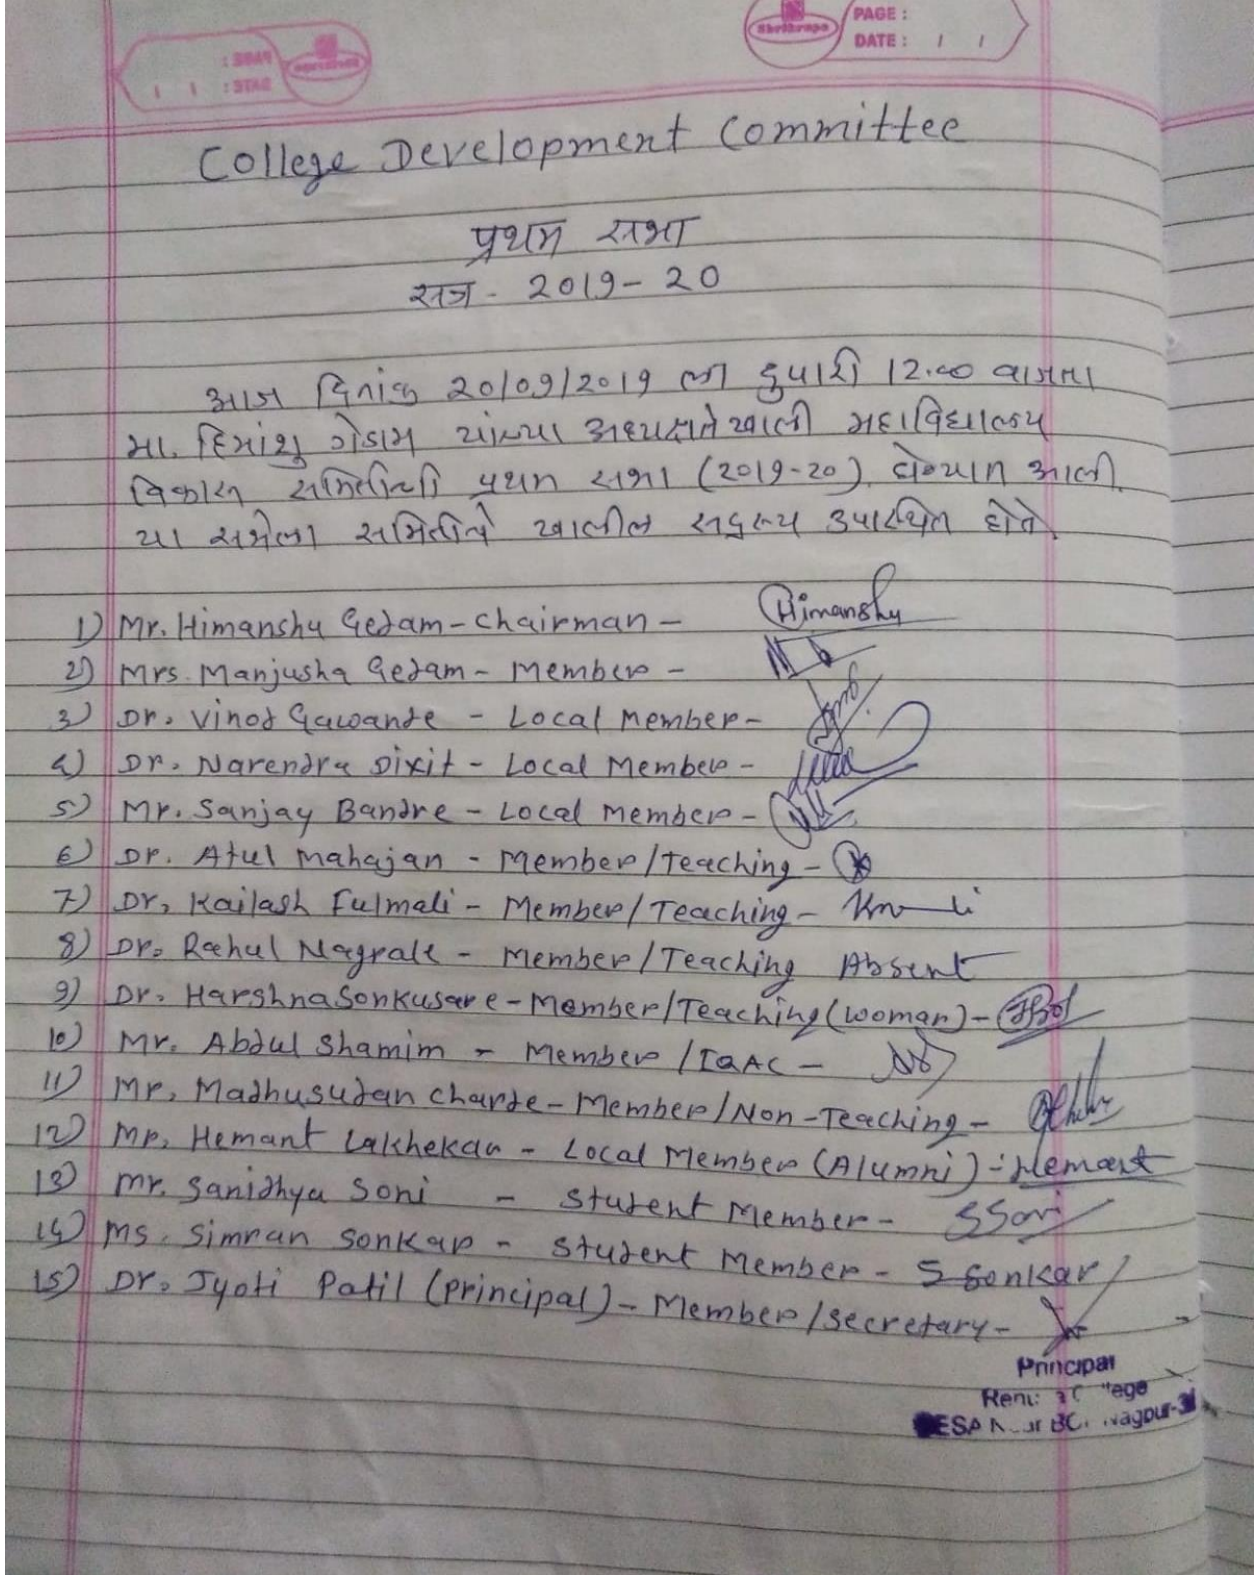 Shrikrupa
PAGE :
DATE : / /
College Development Committee
प्रथम सभा
सत्र - 2019-20
आज दिनांक 20/09/2019 ला दुपारी 12.00 वाजता
मा. हिमांशु गेडाम यांच्या अध्यक्षतेखाली महाविद्यालय
विकास समितीची प्रथम सभा (2019-20) घेण्यात आली.
या सभेला समितीचे खालील सदस्य उपस्थित होते.
1) Mr. Himanshu Gedam - Chairman - Himanshu
2) Mrs. Manjusha Gedam - Member -
3) Dr. Vinod Gawande - Local Member -
4) Dr. Narendra Dixit - Local Member -
5) Mr. Sanjay Bandre - Local Member -
6) Dr. Atul Mahajan - Member/Teaching -
7) Dr. Kailash Fulmali - Member/Teaching -
8) Dr. Rahul Nagrale - Member/Teaching Absent
9) Dr. Harshna Sonkusare - Member/Teaching (Woman) -
10) Mr. Abdul Shamim - Member/IQAC -
11) Mr. Madhusudan Charde - Member/Non-Teaching -
12) Mr. Hemant Lakhekar - Local Member (Alumni) - Hemant
13) Mr. Sanidhya Soni - Student Member - SSoni
14) Ms. Simran Sonkar - Student Member - S Sonkar
15) Dr. Jyoti Patil (Principal) - Member/Secretary -
Principal
Nagpur-